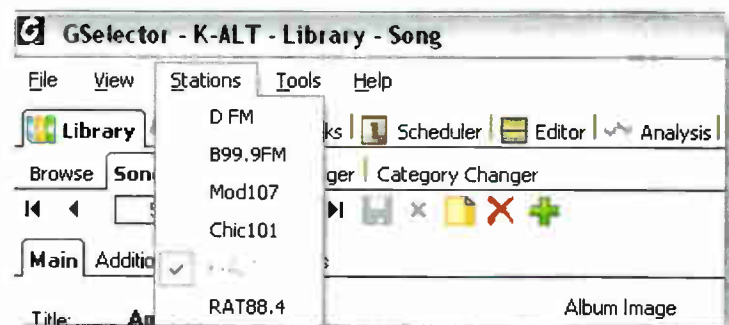 GSelector - K-ALT - Library - Song
File View Stations Tools Help
Library ks Scheduler Editor Analysis
D FM
B99.9FM
Browse Son ger Category Changer
Mod107
Chic101
Main Additio s
RAT88.4
Title: Album Image